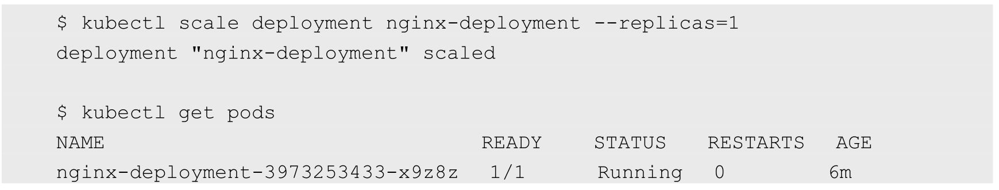 $ kubectl scale deployment nginx-deployment --replicas=1
deployment "nginx-deployment" scaled
$ kubectl get pods
NAME READY STATUS RESTARTS AGE
nginx-deployment-3973253433-x9z8z 1/1 Running 0 6m